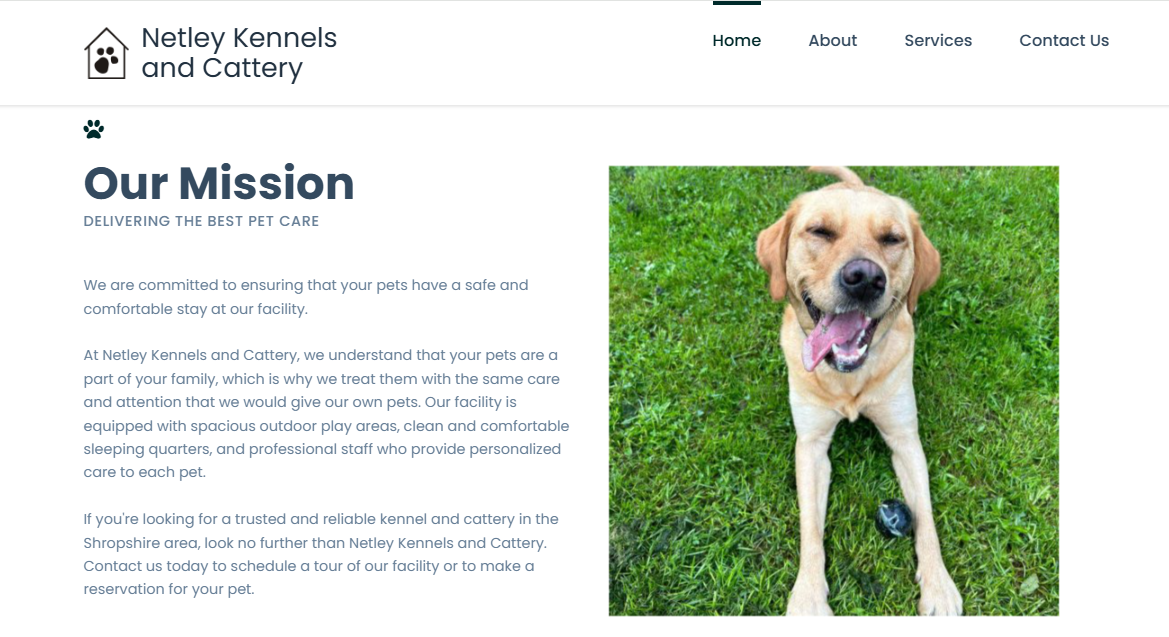 Netley Kennels
and Cattery
Home
About
Services
Contact Us
Our Mission
DELIVERING THE BEST PET CARE
We are committed to ensuring that your pets have a safe and
comfortable stay at our facility.
At Netley Kennels and Cattery, we understand that your pets are a
part of your family, which is why we treat them with the same care
and attention that we would give our own pets. Our facility is
equipped with spacious outdoor play areas, clean and comfortable
sleeping quarters, and professional staff who provide personalized
care to each pet.
If you're looking for a trusted and reliable kennel and cattery in the
Shropshire area, look no further than Netley Kennels and Cattery.
Contact us today to schedule a tour of our facility or to make a
reservation for your pet.